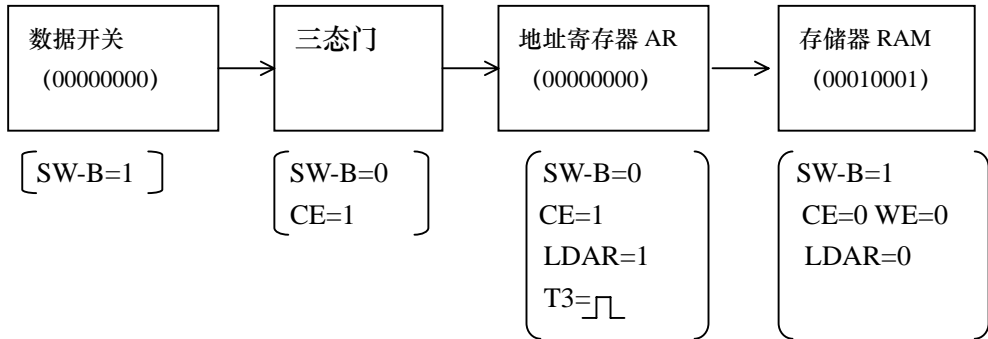 数据开关
（00000000）
三态门
地址寄存器 AR
（00000000）
存储器 RAM
（00010001）
SW-B=1
SW-B=0
CE=1
SW-B=0
CE=1
LDAR=1
T3=
SW-B=1
CE=0 WE=0
LDAR=0